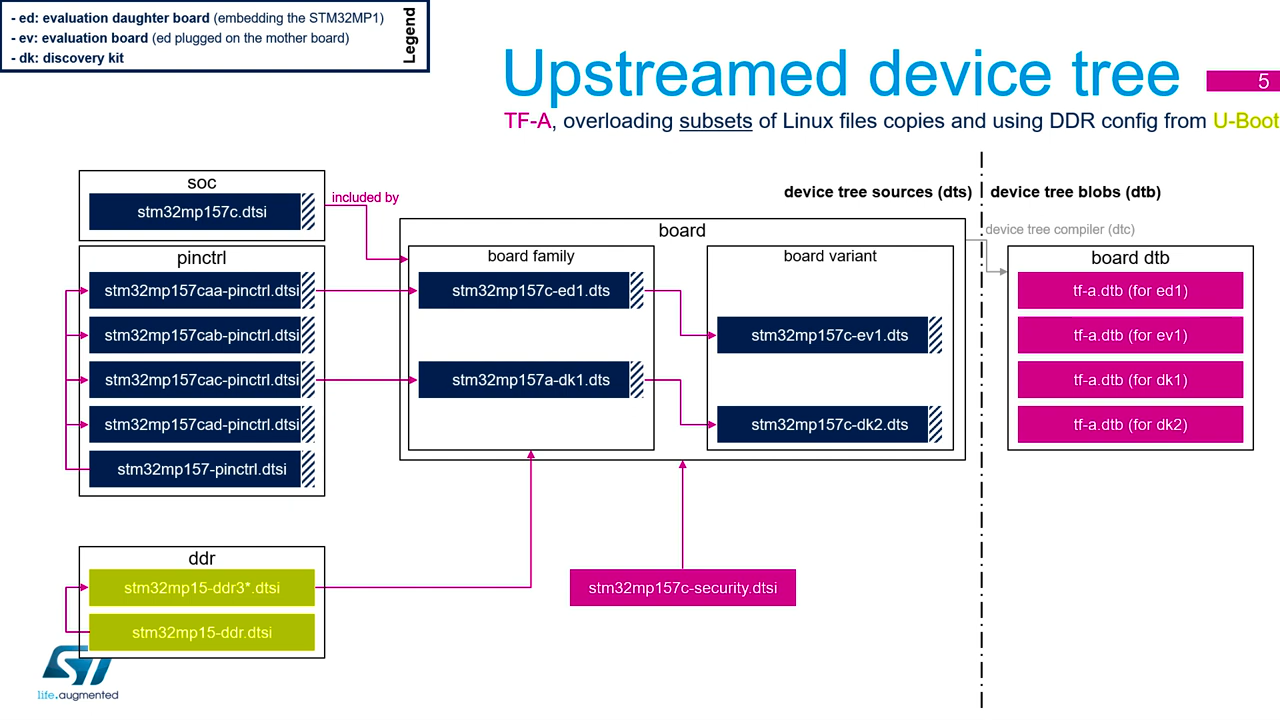 - ed: evaluation daughter board (embedding the STM32MP1)
- ev: evaluation board (ed plugged on the mother board)
- dk: discovery kit
Legend
Upstreamed device tree
5
TF-A, overloading subsets of Linux files copies and using DDR config from U-Boot
device tree sources (dts)
device tree blobs (dtb)
soc
stm32mp157c.dtsi
included by
pinctrl
stm32mp157caa-pinctrl.dtsi
stm32mp157cab-pinctrl.dtsi
stm32mp157cac-pinctrl.dtsi
stm32mp157cad-pinctrl.dtsi
stm32mp157-pinctrl.dtsi
board
board family
stm32mp157c-ed1.dts
stm32mp157a-dk1.dts
board variant
stm32mp157c-ev1.dts
stm32mp157c-dk2.dts
device tree compiler (dtc)
board dtb
tf-a.dtb (for ed1)
tf-a.dtb (for ev1)
tf-a.dtb (for dk1)
tf-a.dtb (for dk2)
ddr
stm32mp15-ddr3*.dtsi
stm32mp15-ddr.dtsi
stm32mp157c-security.dtsi
ST
life.augmented